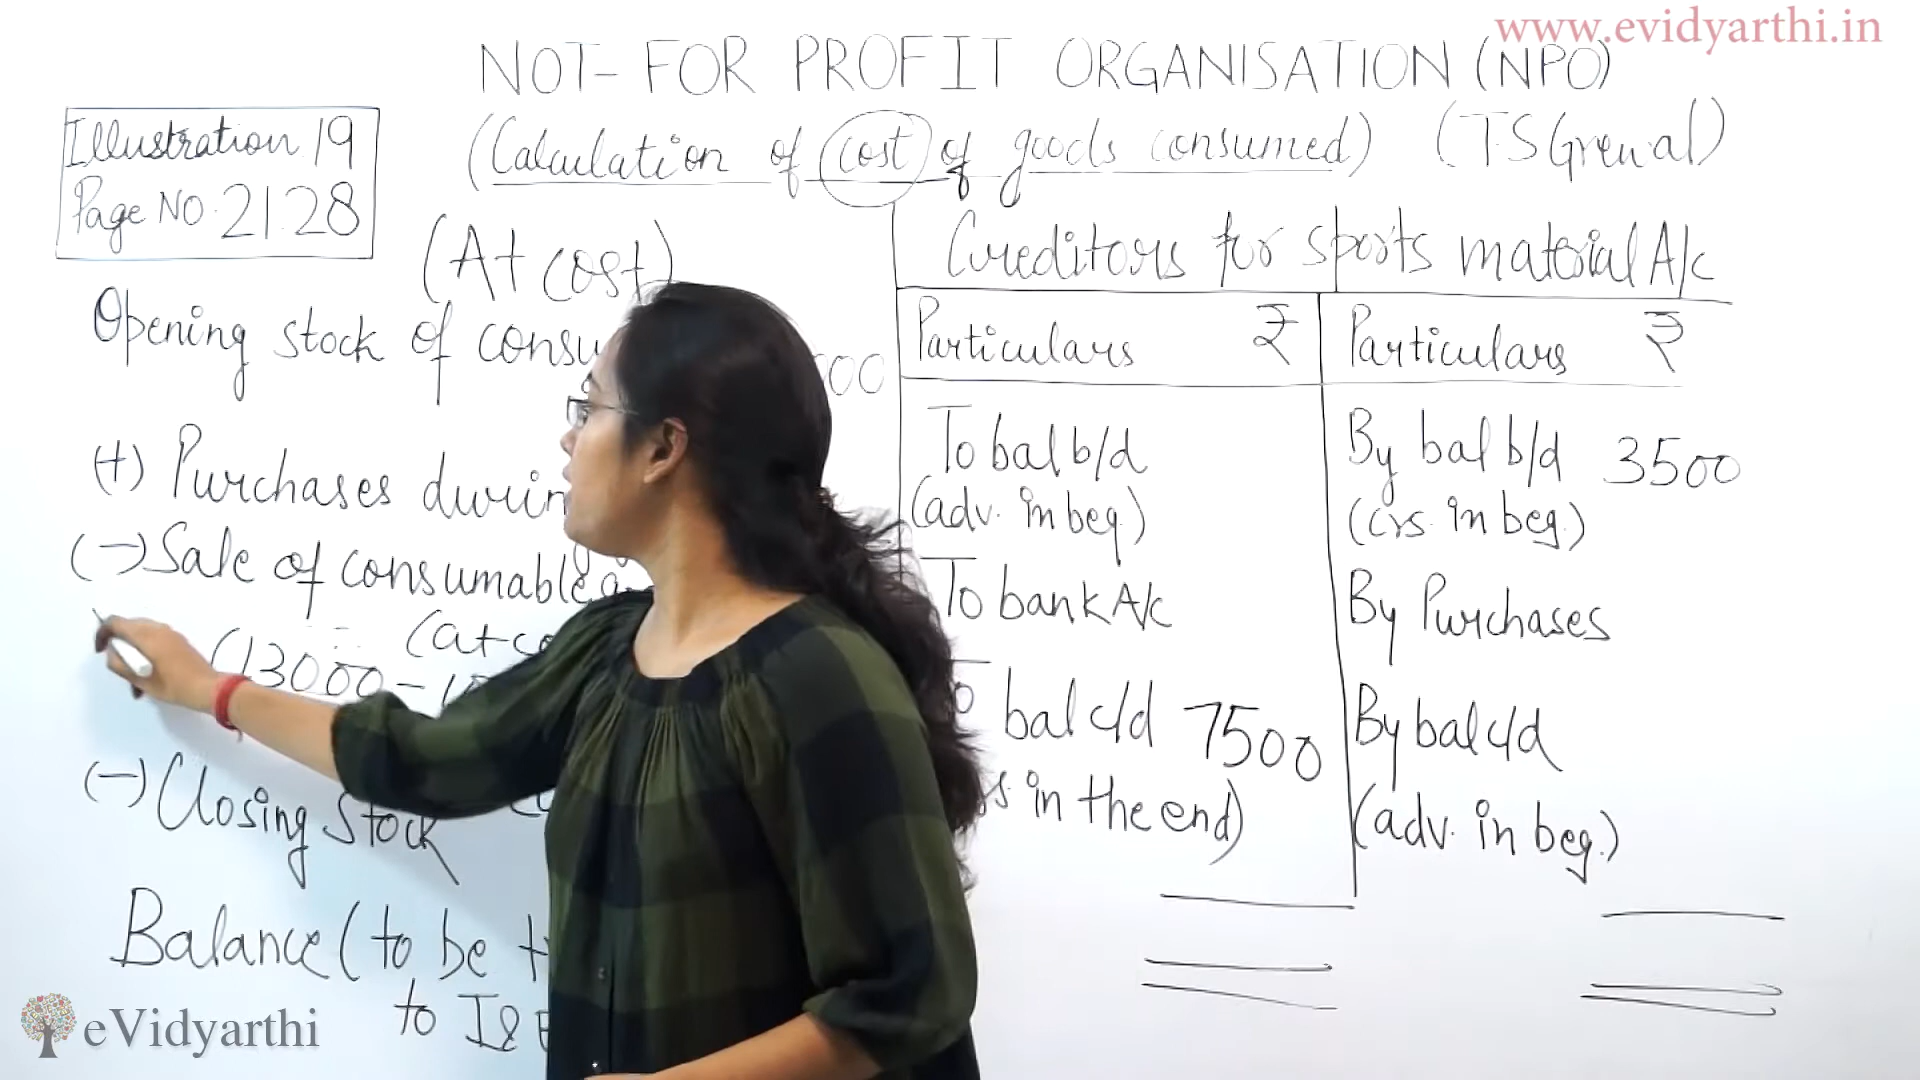 www.evidyarthi.in
NOT-FOR PROFIT ORGANISATION (NPO)
(Calculation of cost of goods consumed) (TS Grewal)
Illustration 19
Page NO. 21.28
(At cost)
Opening stock of consu
(+) Purchases durin
(-) Sale of consumable
(at co
(13000 -
(-) Closing Stock
Balance (to be t
to I & E
Creditors for sports material A/c
Particulars ₹ Particulars ₹
To bal b/d By bal b/d 3500
(adv. in beg.) (crs. in beg.)
To bank A/c By Purchases
bal c/d 7500 By bal c/d
in the end) (adv. in beg.)
eVidyarthi